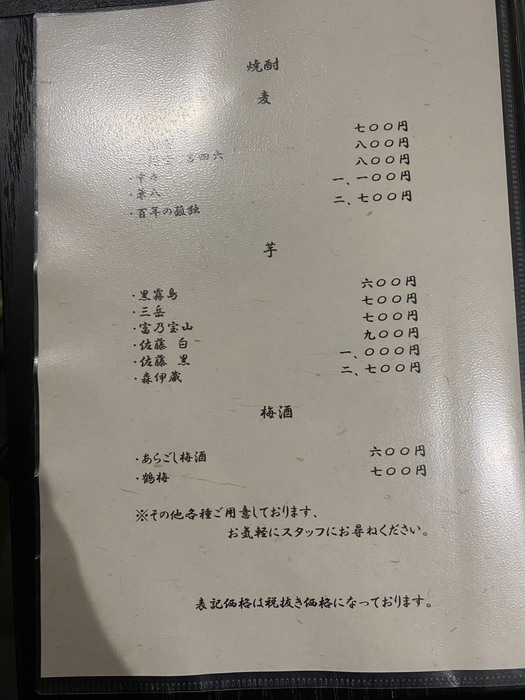 焼酎
麦
七〇〇円
吉四六 八〇〇円
・中々 八〇〇円
・兼八 一、一〇〇円
・百年の孤独 二、七〇〇円
芋
・黒霧島 六〇〇円
・三岳 七〇〇円
・富乃宝山 七〇〇円
・佐藤 白 九〇〇円
・佐藤 黒 一、〇〇〇円
・森伊蔵 二、七〇〇円
梅酒
・あらごし梅酒 六〇〇円
・鶴梅 七〇〇円
※その他各種ご用意しております、
お気軽にスタッフにお尋ねください。
表記価格は税抜き価格になっております。